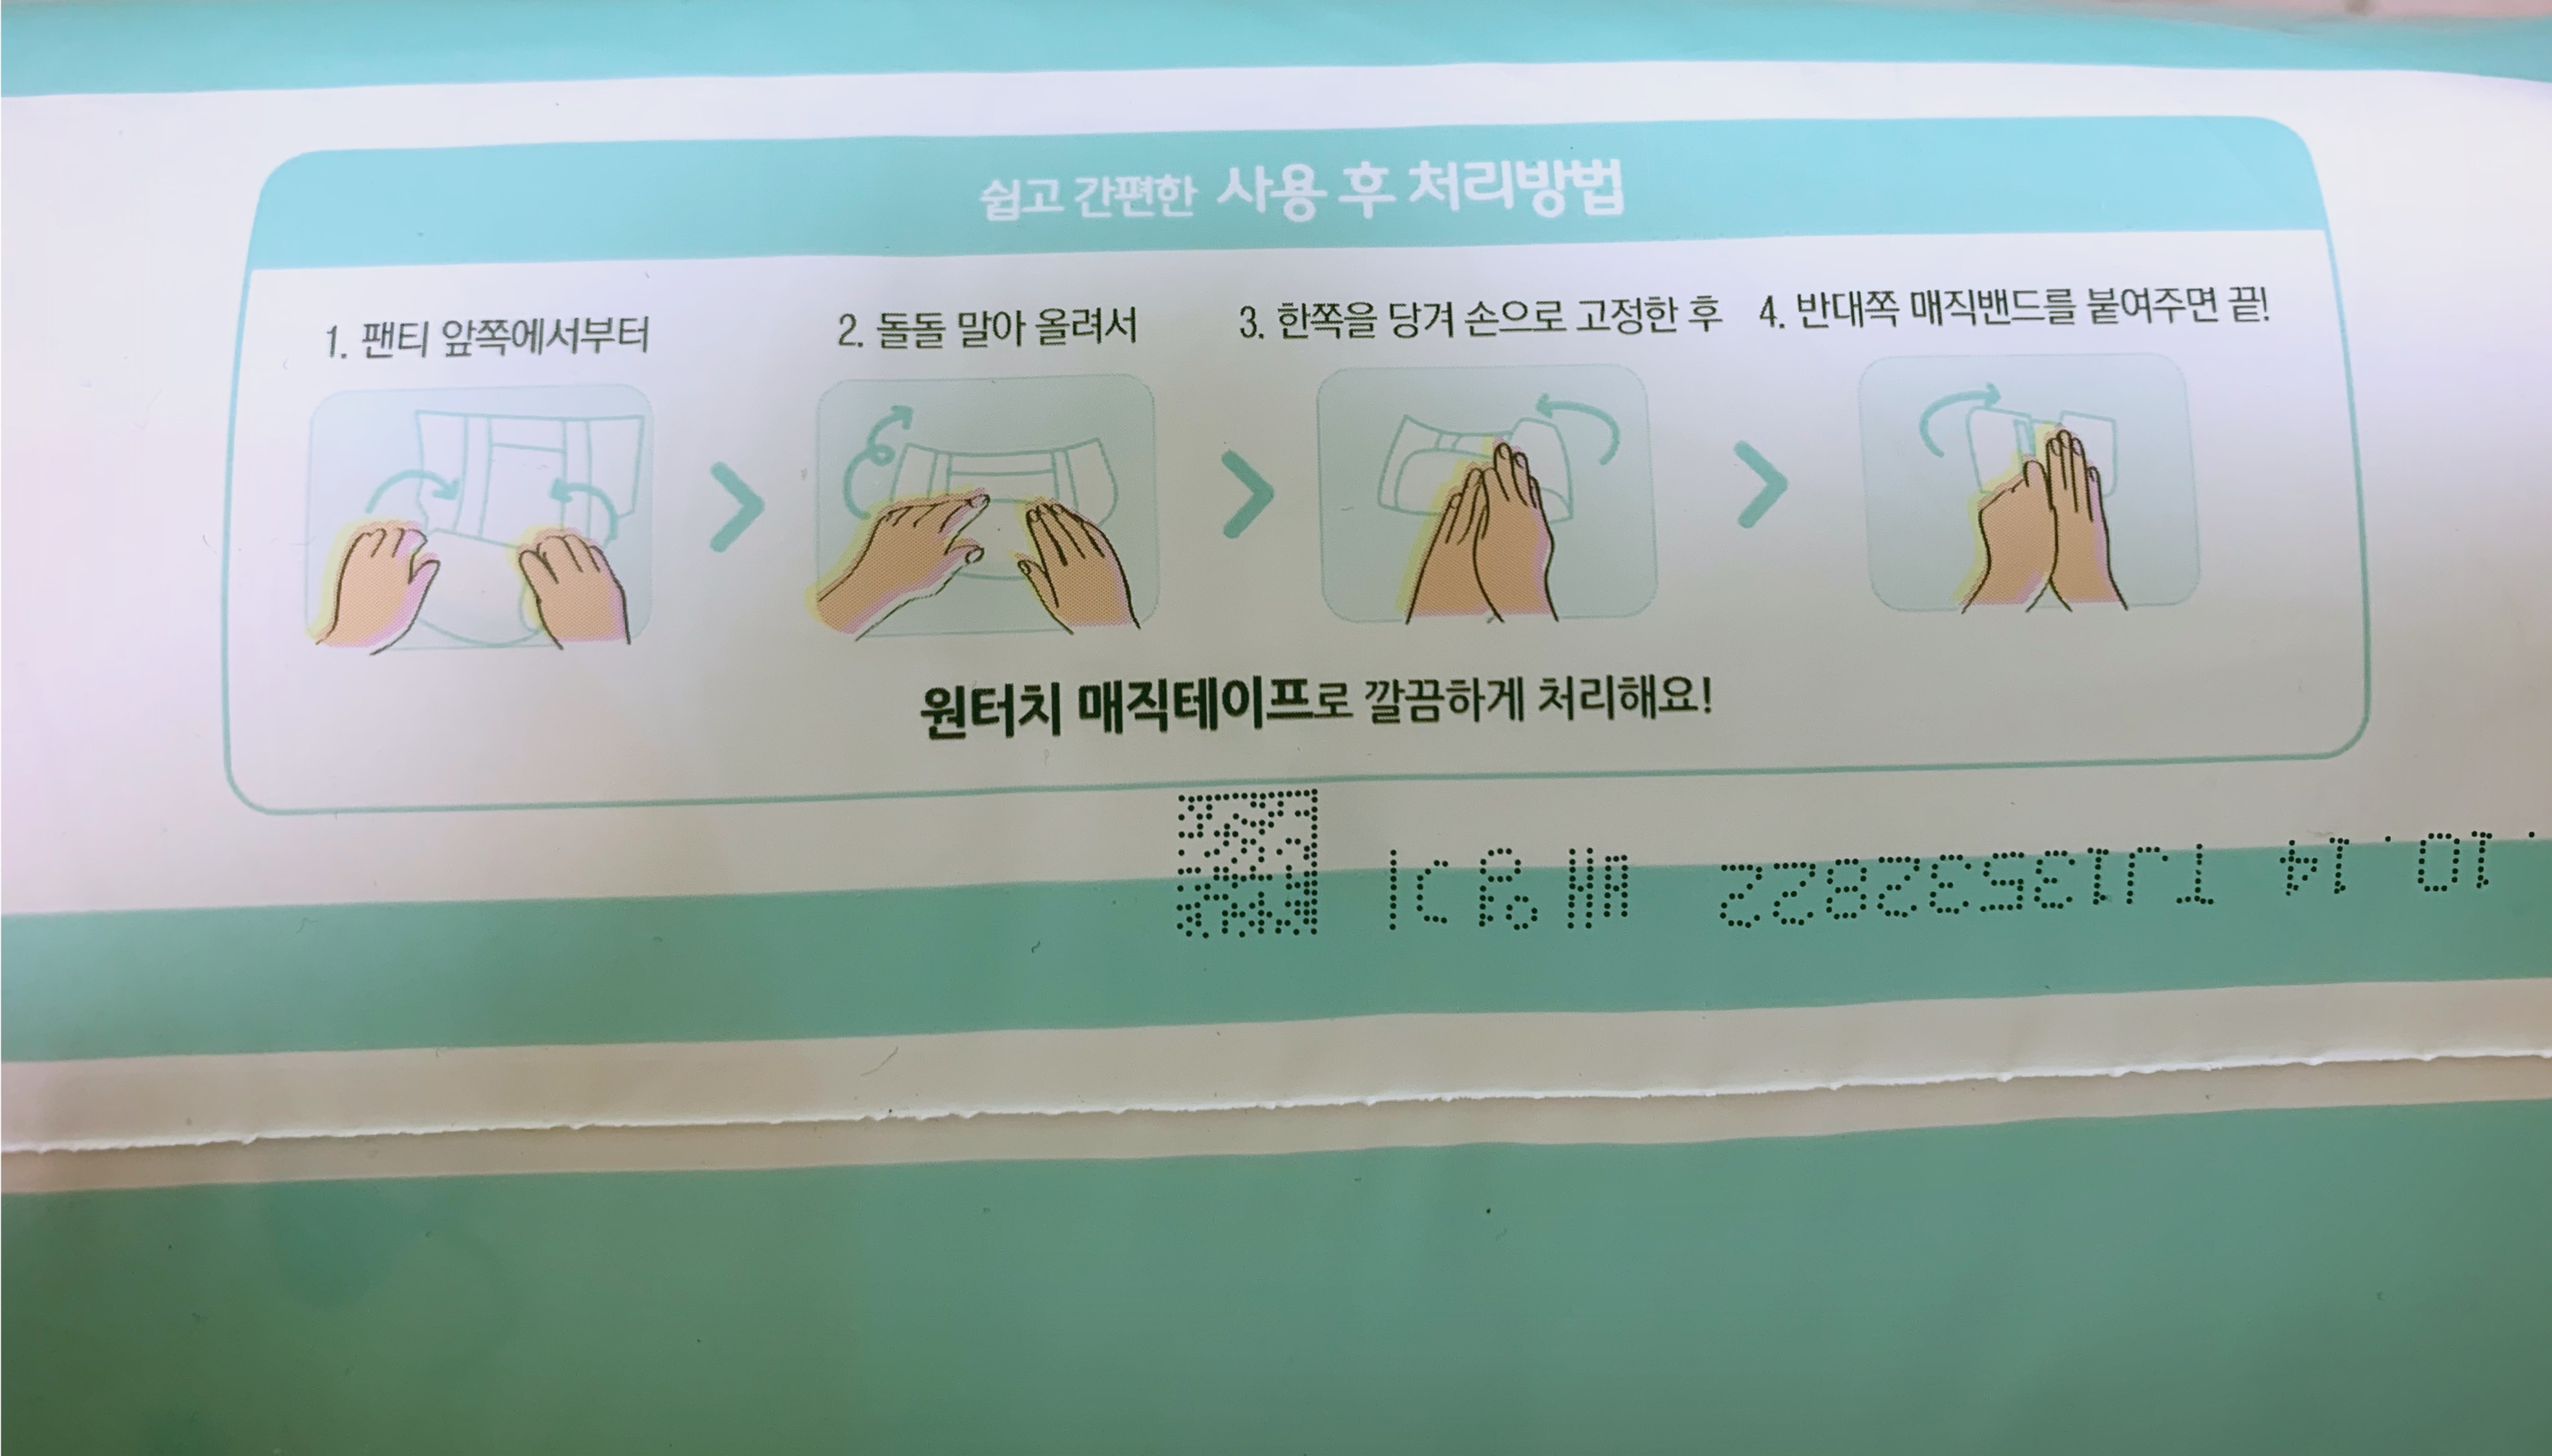 쉽고 간편한 사용 후 처리방법
1. 팬티 앞쪽에서부터
2. 돌돌 말아 올려서
3. 한쪽을 당겨 손으로 고정한 후
4. 반대쪽 매직밴드를 붙여주면 끝!
원터치 매직테이프로 깔끔하게 처리해요!